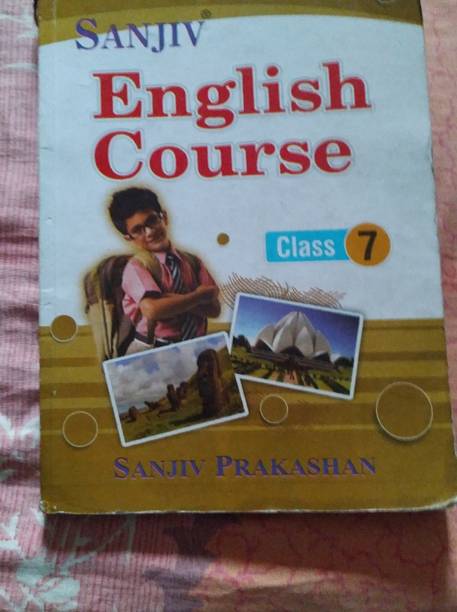 SANJIV®
English
Course
Class 7
SANJIV PRAKASHAN